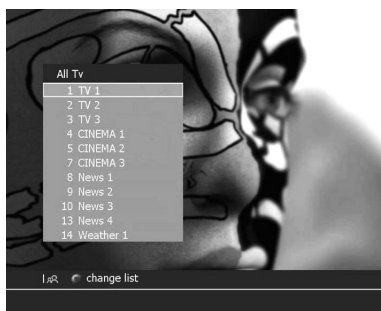 All Tv
1 TV 1
2 TV 2
3 TV 3
4 CINEMA 1
5 CINEMA 2
7 CINEMA 3
8 News 1
9 News 2
10 News 3
13 News 4
14 Weather 1
change list